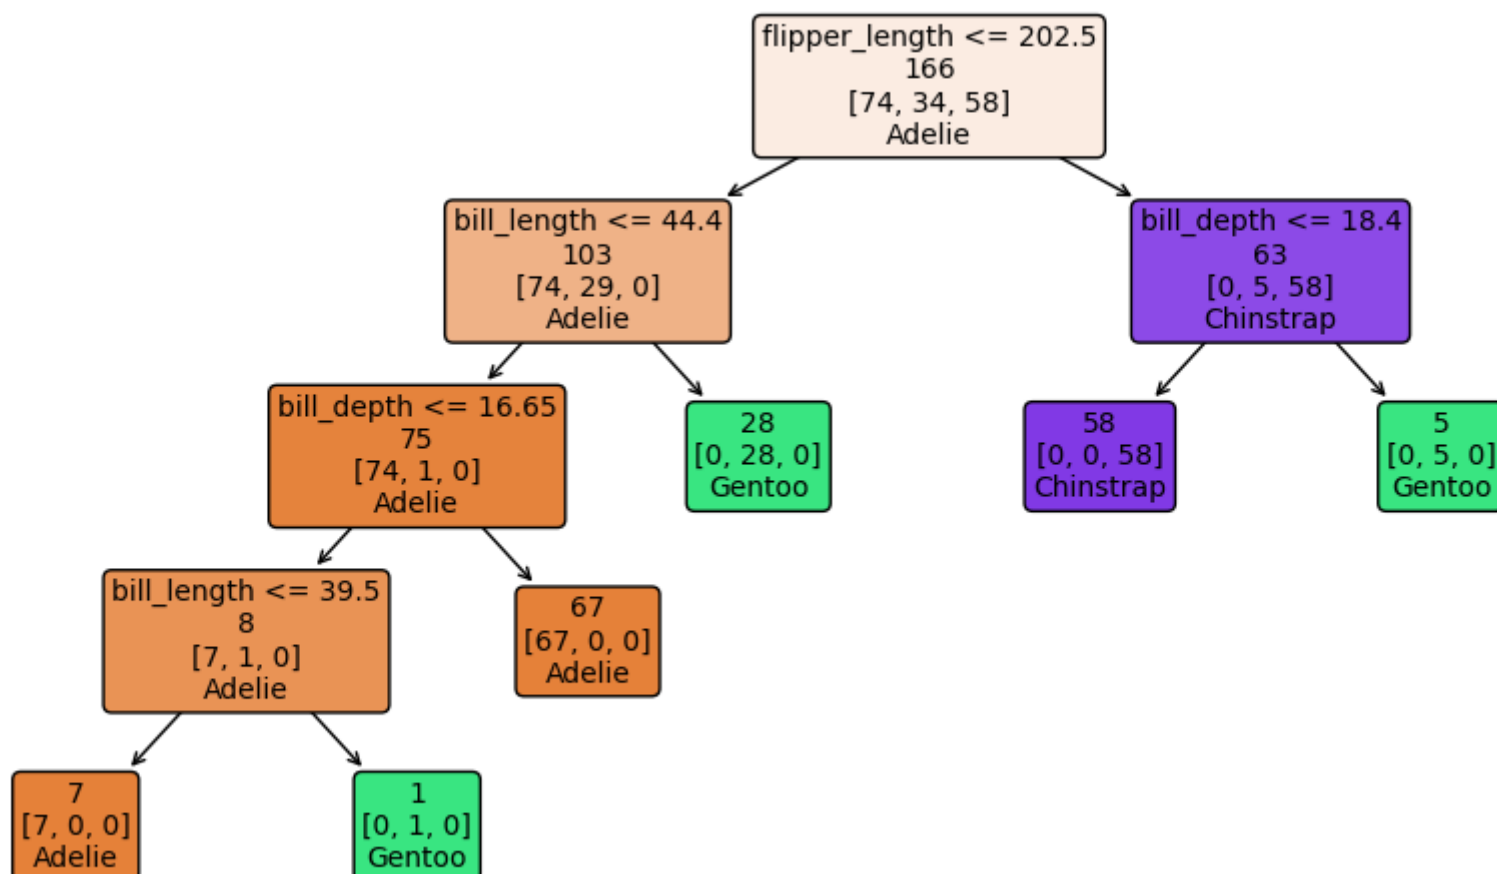 flipper_length <= 202.5
166
[74, 34, 58]
Adelie
bill_length <= 44.4
103
[74, 29, 0]
Adelie
bill_depth <= 18.4
63
[0, 5, 58]
Chinstrap
bill_depth <= 16.65
75
[74, 1, 0]
Adelie
28
[0, 28, 0]
Gentoo
58
[0, 0, 58]
Chinstrap
5
[0, 5, 0]
Gentoo
bill_length <= 39.5
8
[7, 1, 0]
Adelie
67
[67, 0, 0]
Adelie
7
[7, 0, 0]
Adelie
1
[0, 1, 0]
Gentoo